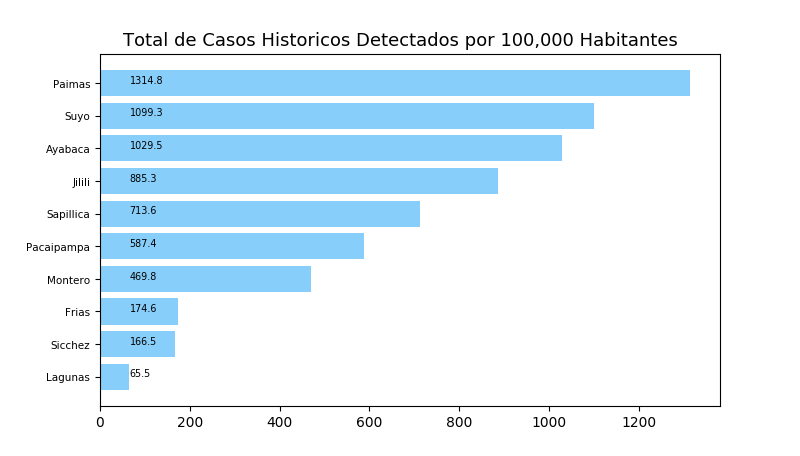 Total de Casos Historicos Detectados por 100,000 Habitantes
Paimas 1314.8
Suyo 1099.3
Ayabaca 1029.5
Jilili 885.3
Sapillica 713.6
Pacaipampa 587.4
Montero 469.8
Frias 174.6
Sicchez 166.5
Lagunas 65.5
0 200 400 600 800 1000 1200